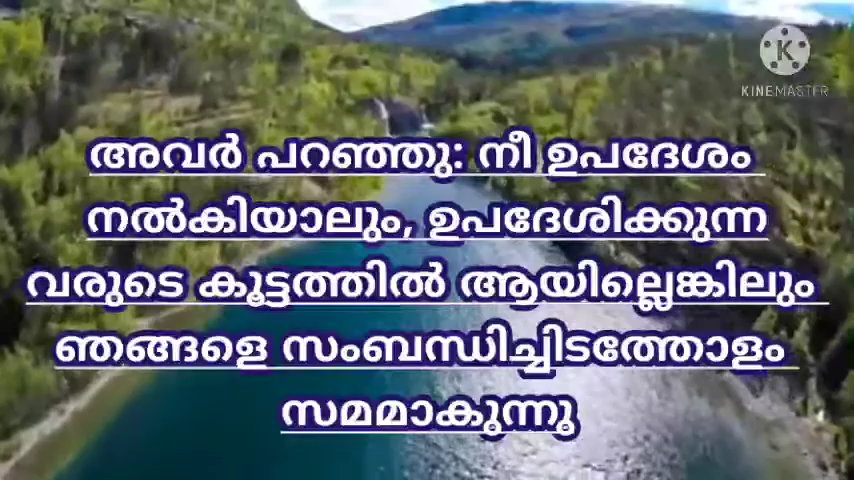 KINEMASTER
അവർ പറഞ്ഞു: നീ ഉപദേശം
നൽകിയാലും, ഉപദേശിക്കുന്ന
വരുടെ കൂട്ടത്തിൽ ആയില്ലെങ്കിലും
ഞങ്ങളെ സംബന്ധിച്ചിടത്തോളം
സമമാകുന്നു